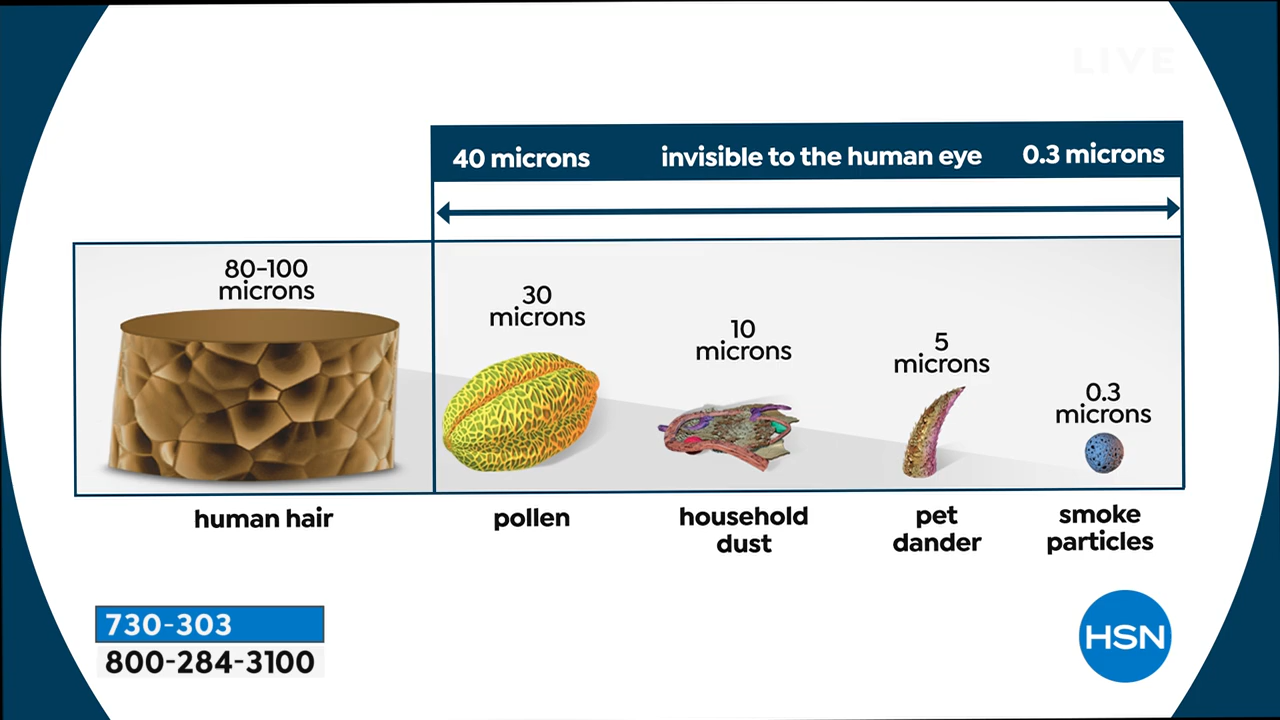 LIVE
40 microns invisible to the human eye 0.3 microns
80-100
microns
30
microns
10
microns
5
microns
0.3
microns
human hair
pollen
household
dust
pet
dander
smoke
particles
730-303
800-284-3100
HSN